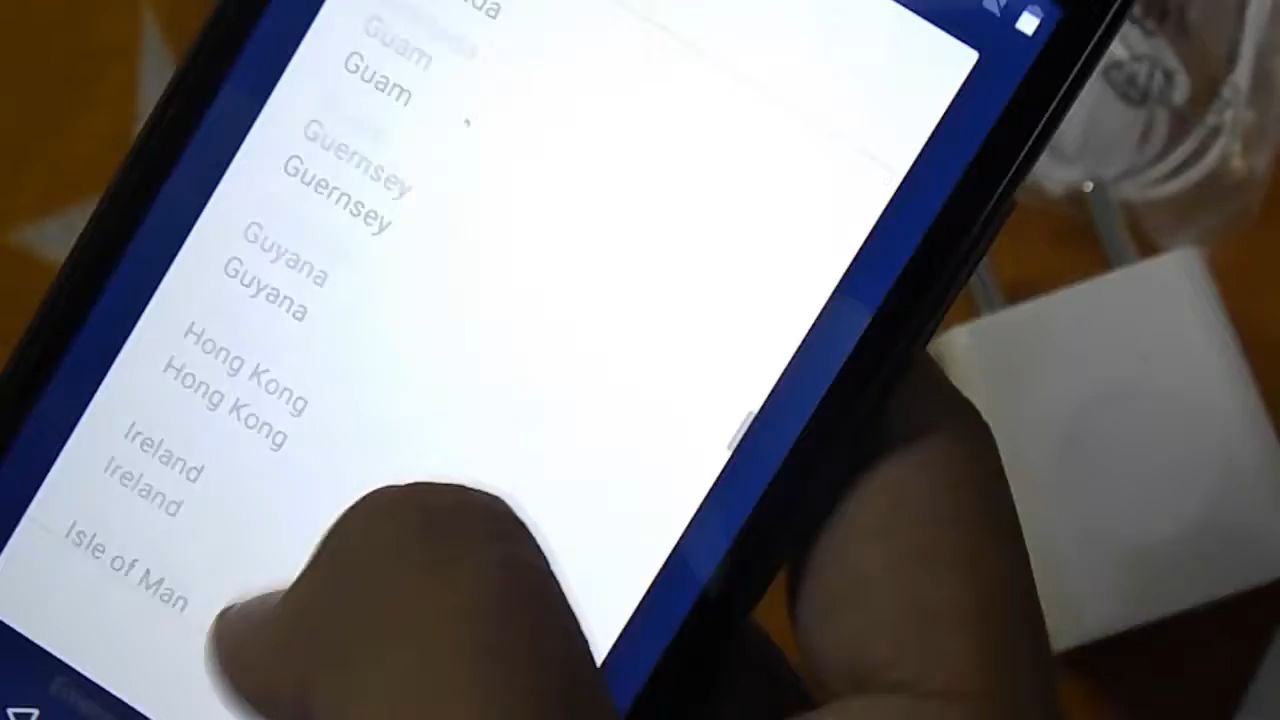 Guam
Guam
Guernsey
Guernsey
Guyana
Guyana
Hong Kong
Hong Kong
Ireland
Ireland
Isle of Man